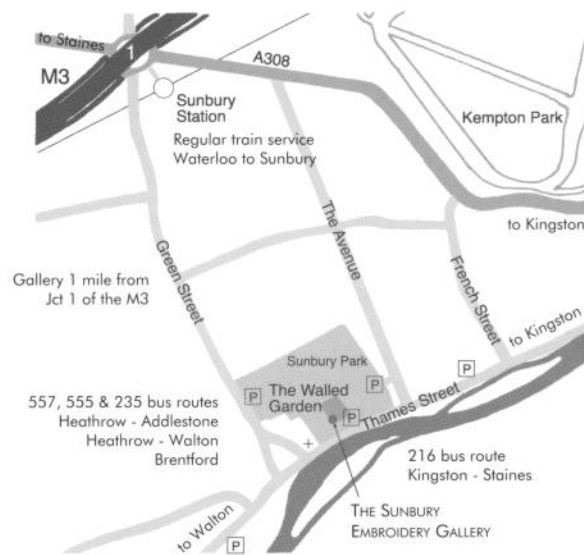 to Staines
1
A308
M3
Sunbury
Station
Kempton Park
Regular train service
Waterloo to Sunbury
The Avenue
to Kingston
Green Street
French Street
Gallery 1 mile from
Jct 1 of the M3
to Kingston
Sunbury Park
P
557, 555 & 235 bus routes
Heathrow - Addlestone
Heathrow - Walton
Brentford
P
The Walled
Garden
P
P
Thames Street
216 bus route
Kingston - Staines
THE SUNBURY
EMBROIDERY GALLERY
to Walton
P